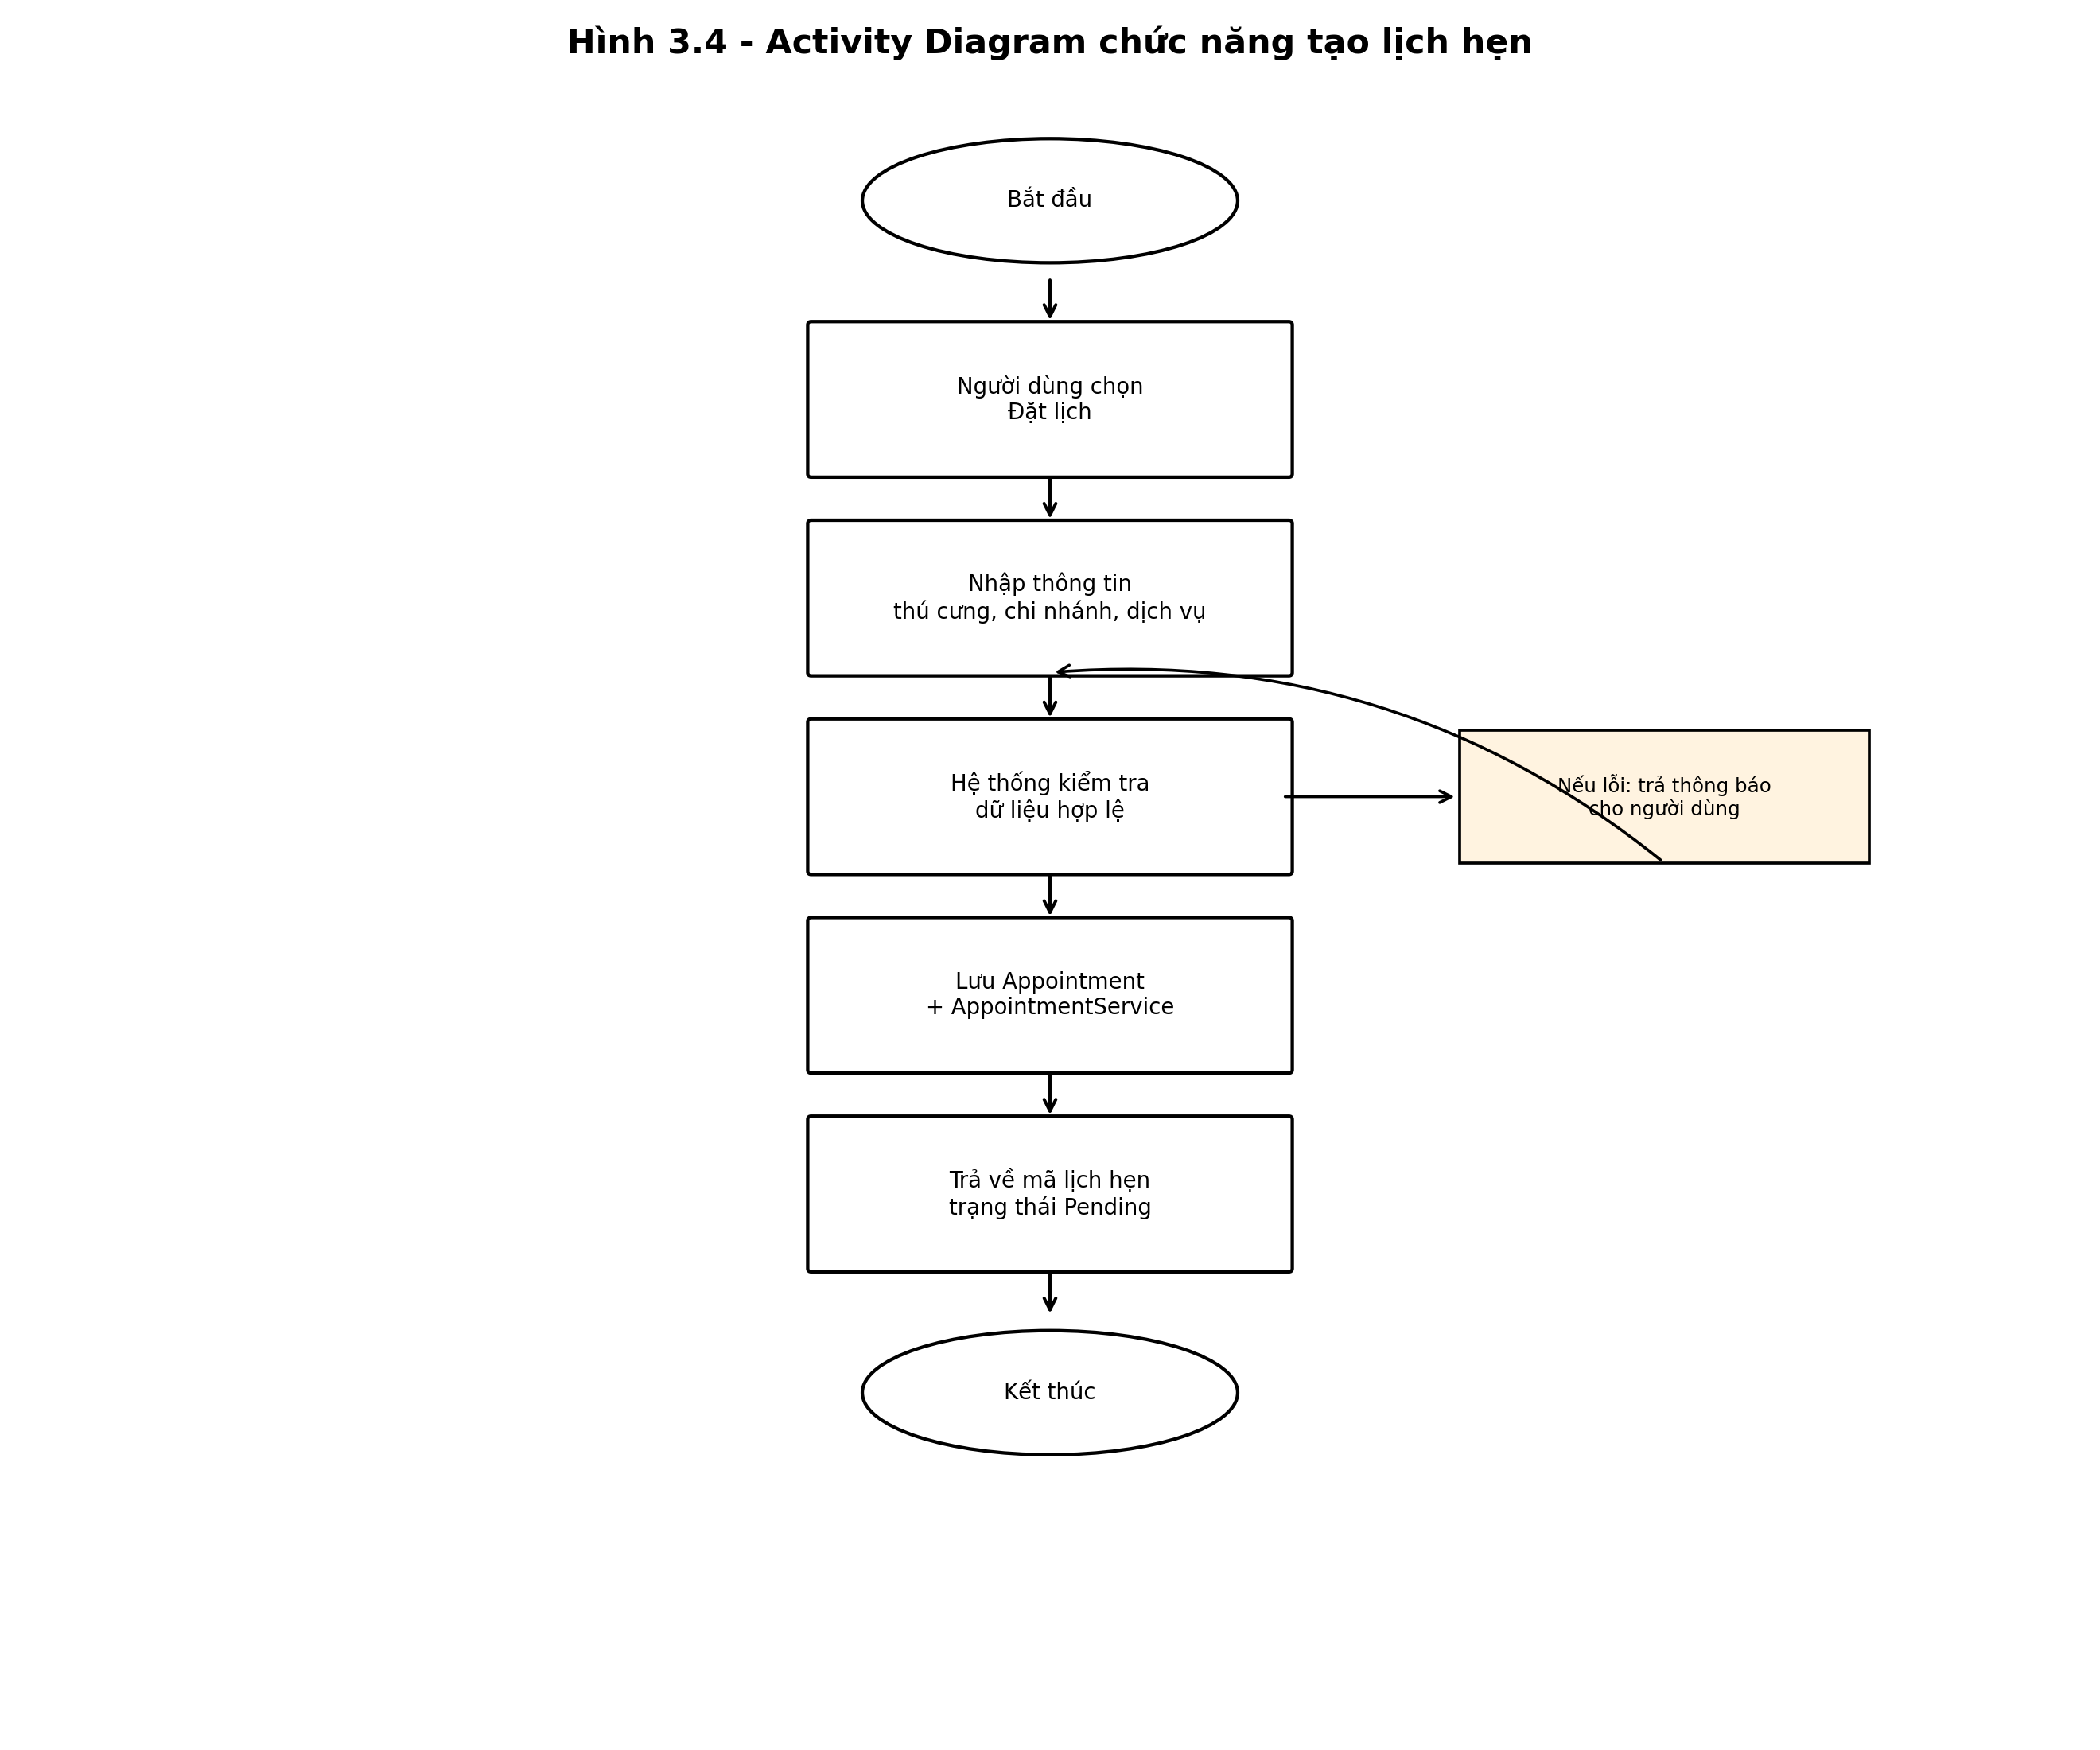 Hình 3.4 - Activity Diagram chức năng tạo lịch hẹn
Bắt đầu
Người dùng chọn
Đặt lịch
Nhập thông tin
thú cưng, chi nhánh, dịch vụ
Hệ thống kiểm tra
dữ liệu hợp lệ
Nếu lỗi: trả thông báo
cho người dùng
Lưu Appointment
+ AppointmentService
Trả về mã lịch hẹn
trạng thái Pending
Kết thúc